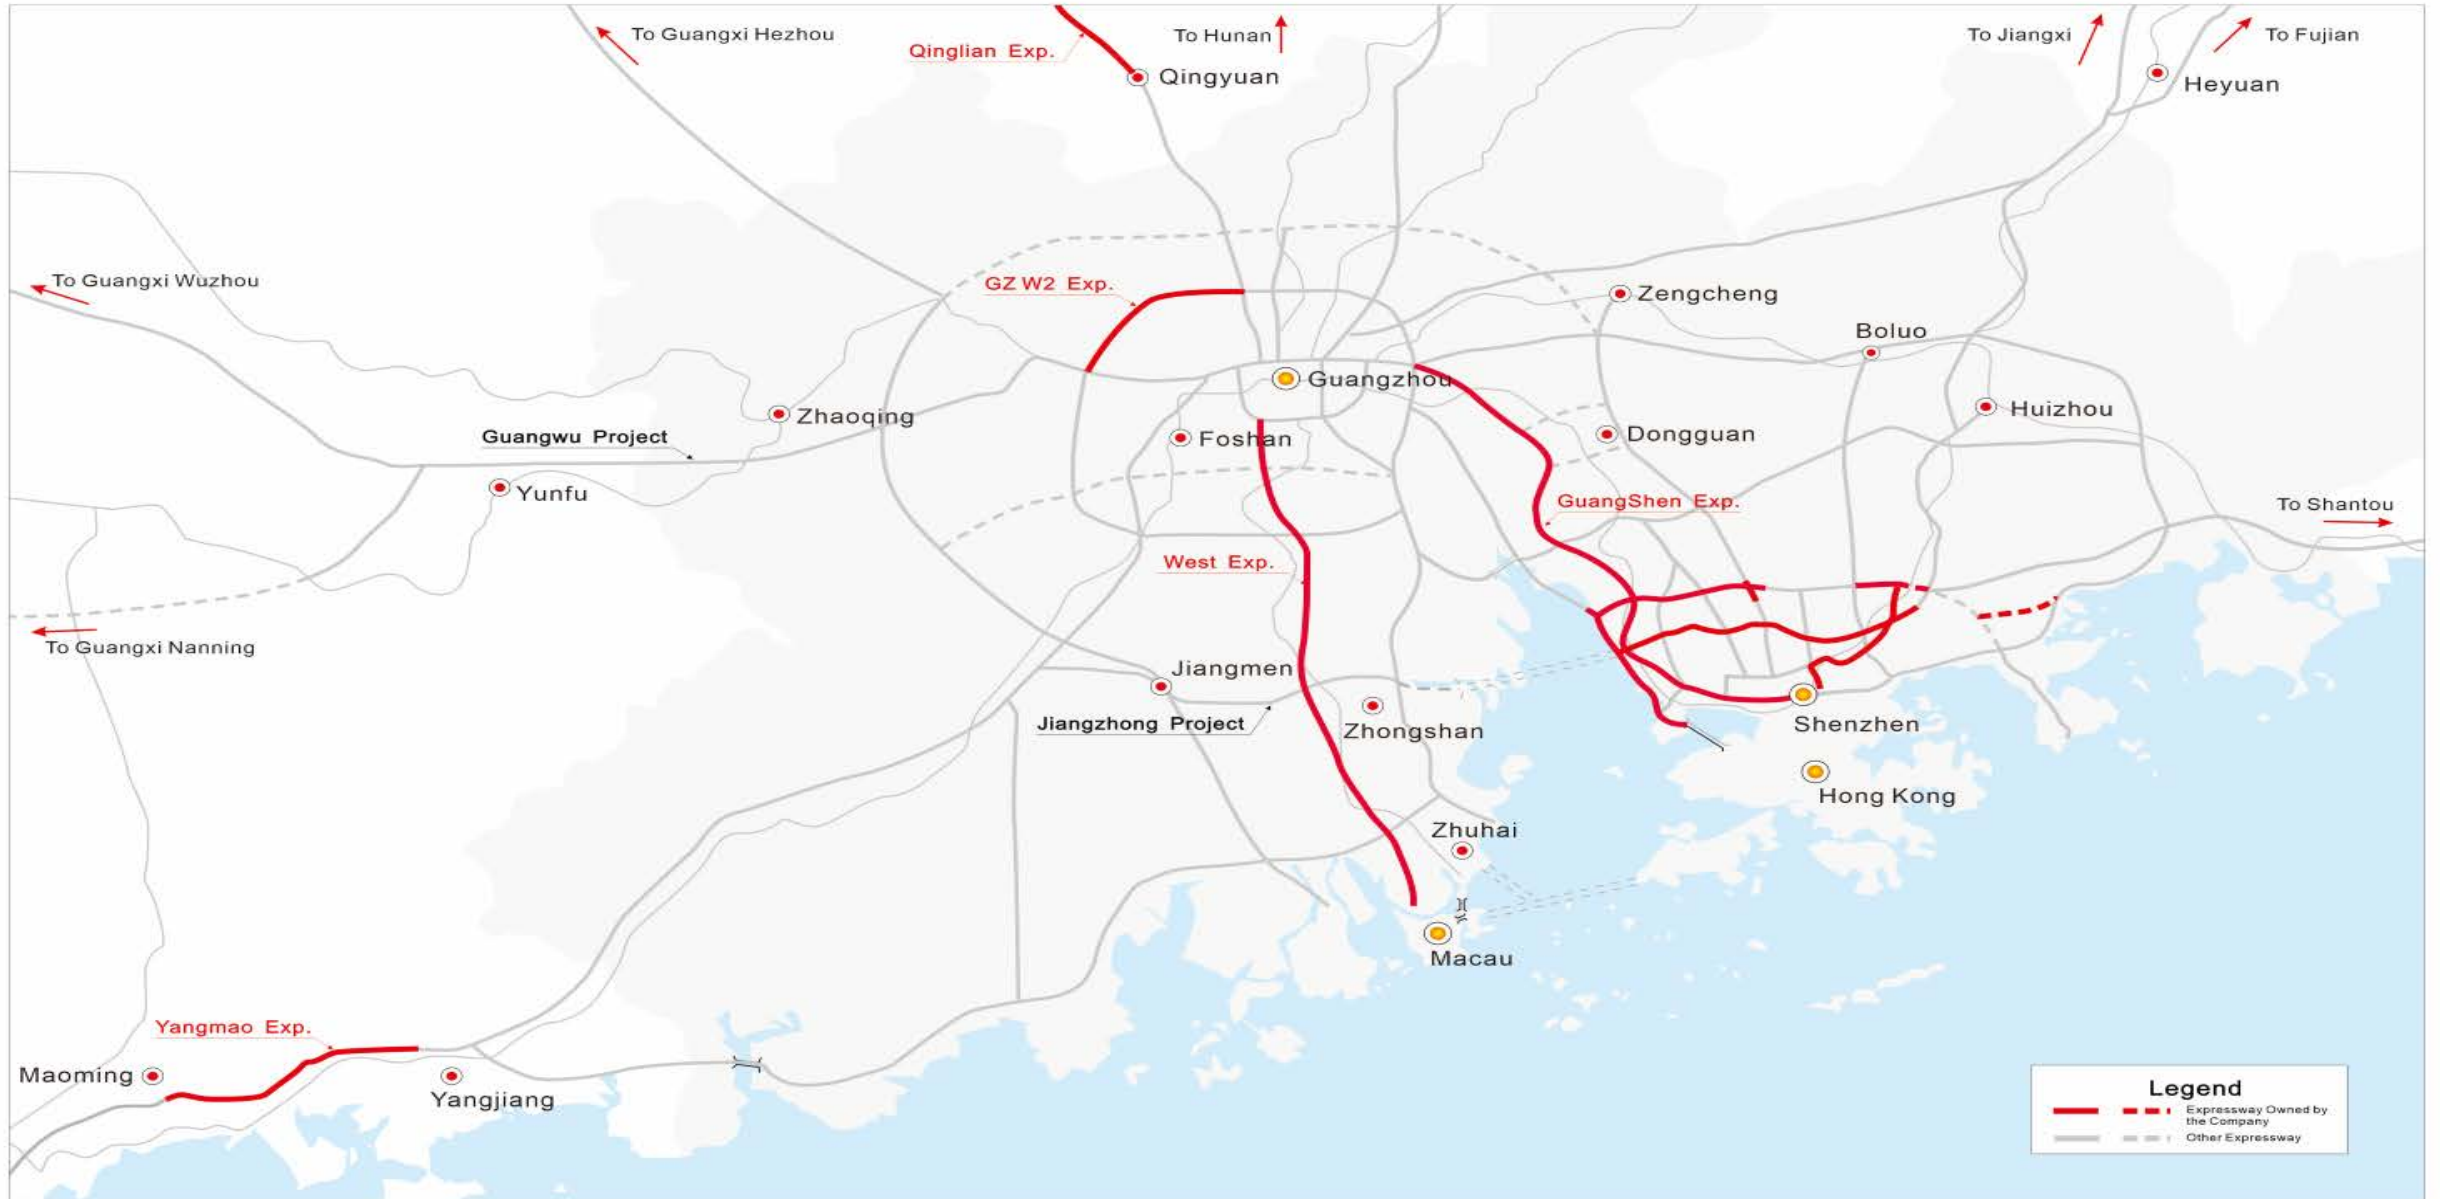 To Guangxi Hezhou
Qinglian Exp.
To Hunan
To Jiangxi
To Fujian
Qingyuan
Heyuan
To Guangxi Wuzhou
GZ W2 Exp.
Zengcheng
Boluo
Guangzhou
Zhaoqing
Huizhou
Guangwu Project
Foshan
Dongguan
Yunfu
GuangShen Exp.
To Shantou
West Exp.
To Guangxi Nanning
Jiangmen
Jiangzhong Project
Zhongshan
Shenzhen
Hong Kong
Zhuhai
Macau
Yangmao Exp.
Maoming
Yangjiang
Legend
Expressway Owned by
the Company
Other Expressway